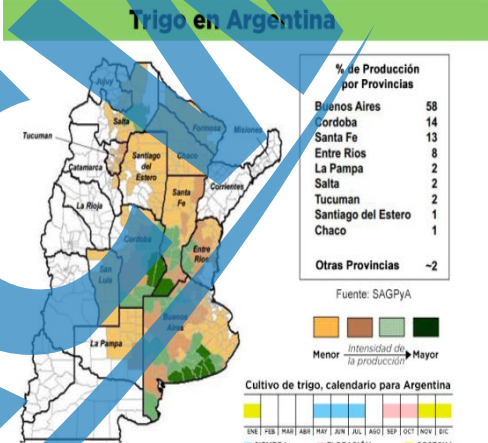 Trigo en Argentina
% de Producción
por Provincias
Buenos Aires 58
Cordoba 14
Santa Fe 13
Entre Rios 8
La Pampa 2
Salta 2
Tucuman 2
Santiago del Estero 1
Chaco 1
Otras Provincias ~2
Fuente: SAGPyA
Menor Intensidad de la producción Mayor
Jujuy
Salta
Formosa
Misiones
Tucuman
Catamarca
Santiago
del
Estero
Chaco
Corrientes
Santa
Fe
La Rioja
Cordoba
Entre
Rios
San
Luis
Buenos
Aires
La Pampa
Cultivo de trigo, calendario para Argentina
ENE FEB MAR ABR MAY JUN JUL AGO SEP OCT NOV DIC